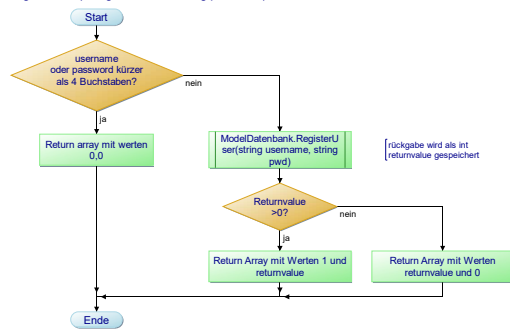 Start
username
oder password kürzer
als 4 Buchstaben?
nein
ja
Return array mit werten
0,0
ModelDatenbank.RegisterU
ser(string username, string
pwd)
rückgabe wird als int
returnvalue gespeichert
Returnvalue
>0?
nein
ja
Return Array mit Werten 1 und
returnvalue
Return Array mit Werten
returnvalue und 0
Ende